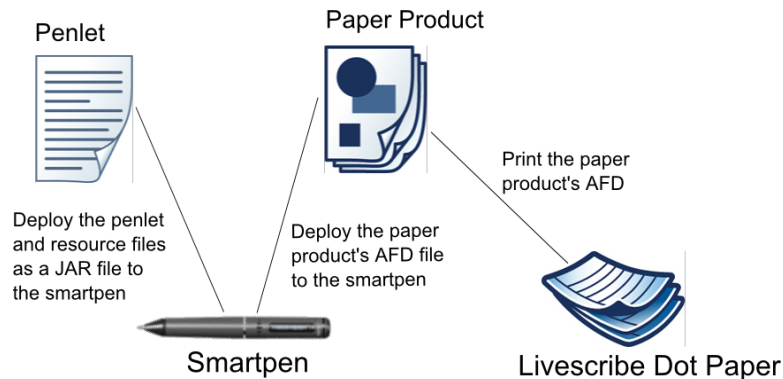 Penlet
Paper Product
Print the paper
product's AFD
Deploy the penlet
and resource files
as a JAR file to
the smartpen
Deploy the paper
product's AFD file
to the smartpen
Smartpen
Livescribe Dot Paper